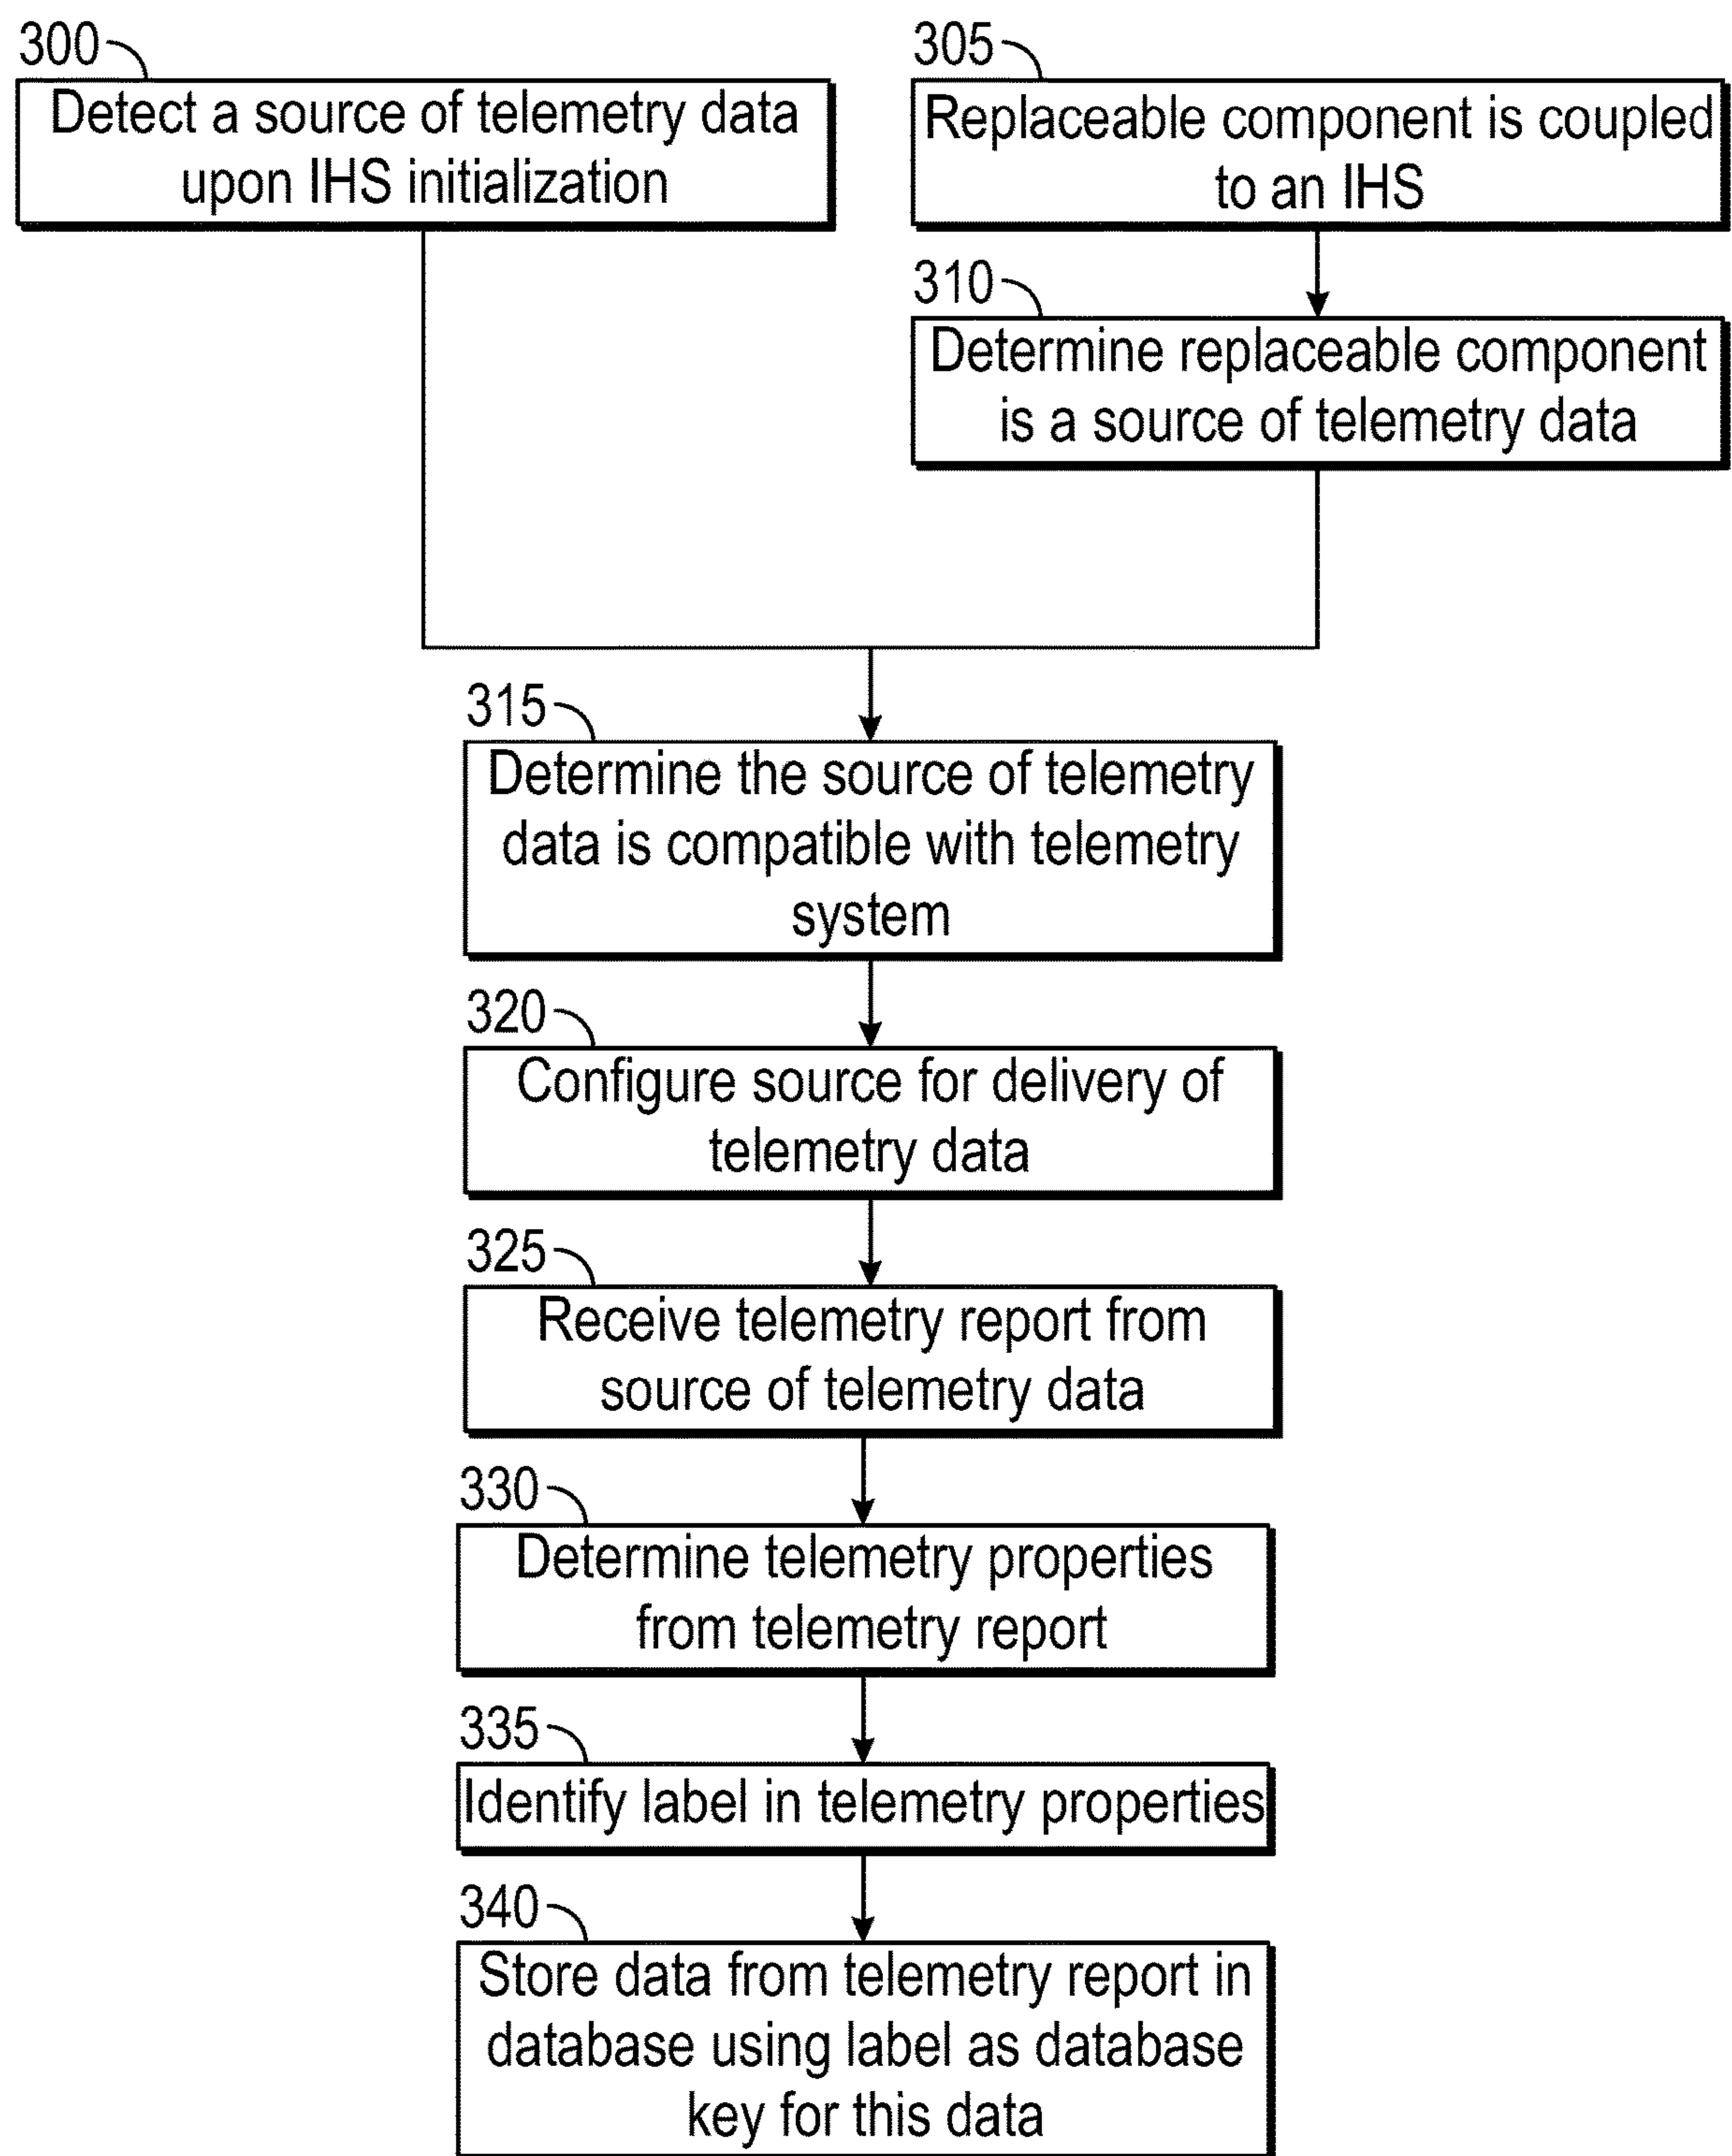 300
Detect a source of telemetry data
upon IHS initialization
305
Replaceable component is coupled
to an IHS
310
Determine replaceable component
is a source of telemetry data
315
Determine the source of telemetry
data is compatible with telemetry
system
320
Configure source for delivery of
telemetry data
325
Receive telemetry report from
source of telemetry data
330
Determine telemetry properties
from telemetry report
335
Identify label in telemetry properties
340
Store data from telemetry report in
database using label as database
key for this data